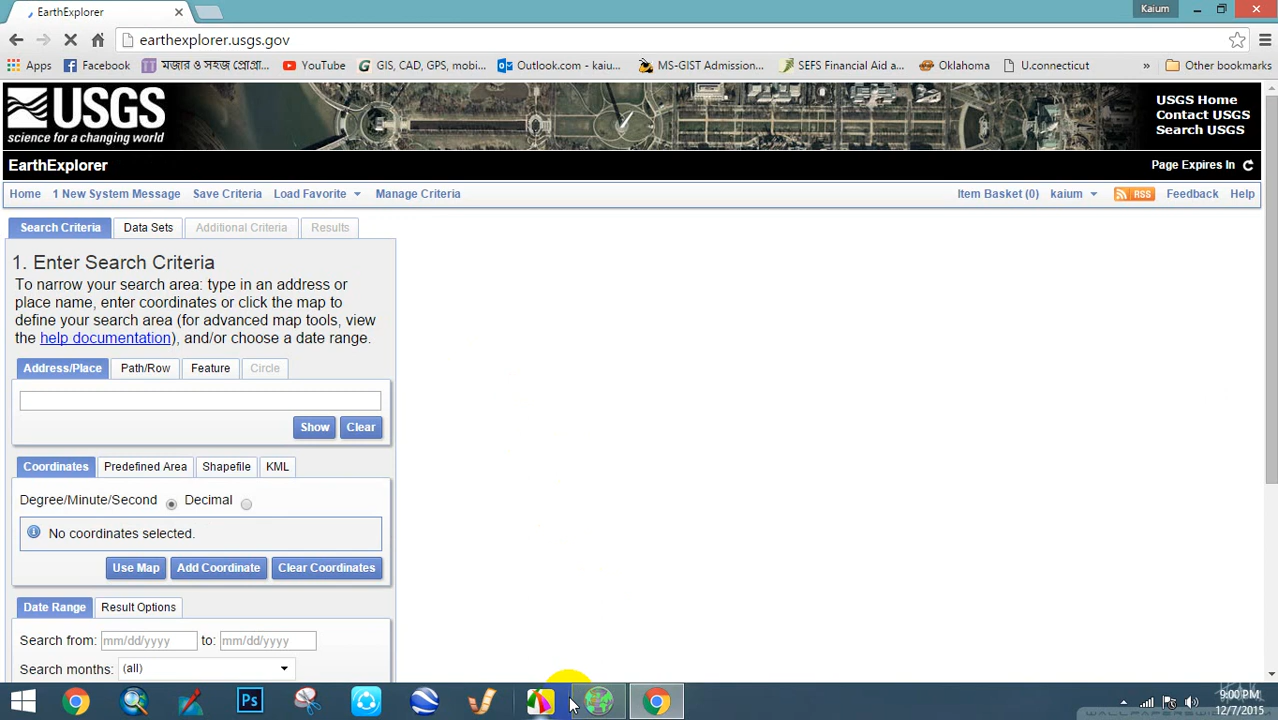 EarthExplorer
Kaium
earthexplorer.usgs.gov
Apps
Facebook
মজার ও সহজ প্রোগ্রা...
YouTube
GIS, CAD, GPS, mobi...
Outlook.com - kaiu...
MS-GIST Admission...
SEFS Financial Aid a...
Oklahoma
U.connecticut
»
Other bookmarks
USGS
science for a changing world
USGS Home
Contact USGS
Search USGS
EarthExplorer
Page Expires In
Home
1 New System Message
Save Criteria
Load Favorite
Manage Criteria
Item Basket (0)
kaium
RSS
Feedback
Help
Search Criteria
Data Sets
Additional Criteria
Results
1. Enter Search Criteria
To narrow your search area: type in an address or
place name, enter coordinates or click the map to
define your search area (for advanced map tools, view
the help documentation), and/or choose a date range.
Address/Place
Path/Row
Feature
Circle
Show
Clear
Coordinates
Predefined Area
Shapefile
KML
Degree/Minute/Second
Decimal
No coordinates selected.
Use Map
Add Coordinate
Clear Coordinates
Date Range
Result Options
Search from: mm/dd/yyyy to: mm/dd/yyyy
Search months: (all)
Ps
9:00 PM
12/7/2015